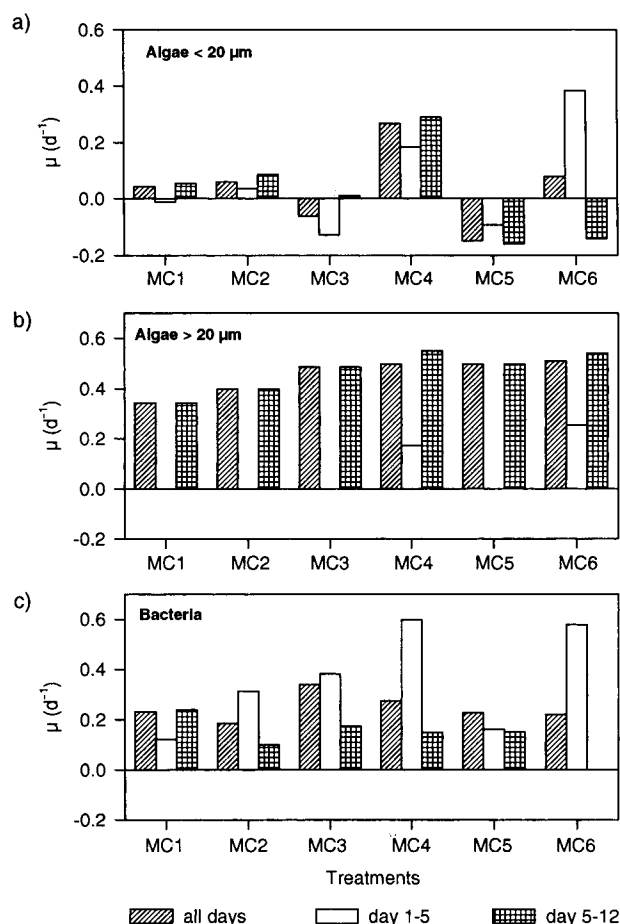 a)
Algae < 20 µm
0.6
0.4
0.2
0.0
-0.2
µ (d⁻¹)
MC1 MC2 MC3 MC4 MC5 MC6
b)
Algae > 20 µm
0.6
0.4
0.2
0.0
-0.2
µ (d⁻¹)
MC1 MC2 MC3 MC4 MC5 MC6
c)
Bacteria
0.6
0.4
0.2
0.0
-0.2
µ (d⁻¹)
MC1 MC2 MC3 MC4 MC5 MC6
Treatments
all days day 1-5 day 5-12